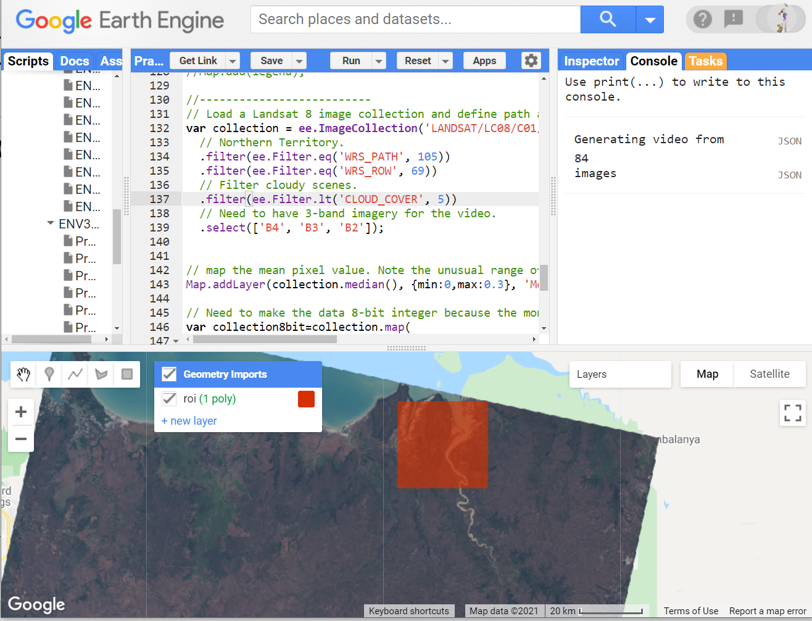 Google Earth Engine
Search places and datasets...
Scripts Docs Ass
EN...
EN...
EN...
EN...
EN...
EN...
EN...
EN...
ENV3...
Pr...
Pr...
Pr...
Pr...
Pr...
Pr...
Pra... Get Link Save Run Reset Apps
128 //Map.add(legend);
129
130 //-------------------------
131 // Load a Landsat 8 image collection and define path a
132 var collection = ee.ImageCollection('LANDSAT/LC08/C01,
133 // Northern Territory.
134 .filter(ee.Filter.eq('WRS_PATH', 105))
135 .filter(ee.Filter.eq('WRS_ROW', 69))
136 // Filter cloudy scenes.
137 .filter(ee.Filter.lt('CLOUD_COVER', 5))
138 // Need to have 3-band imagery for the video.
139 .select(['B4', 'B3', 'B2']);
140
141
142 // map the mean pixel value. Note the unusual range o
143 Map.addLayer(collection.median(), {min:0,max:0.3}, 'Me
144
145 // Need to make the data 8-bit integer because the mo
146 var collection8bit=collection.map(
147
Inspector Console Tasks
Use print(...) to write to this
console.
Generating video from JSON
84
images JSON
Geometry Imports
roi (1 poly)
+ new layer
Layers
Map Satellite
balanya
rd
gs
Google
Keyboard shortcuts Map data ©2021 20 km Terms of Use Report a map error